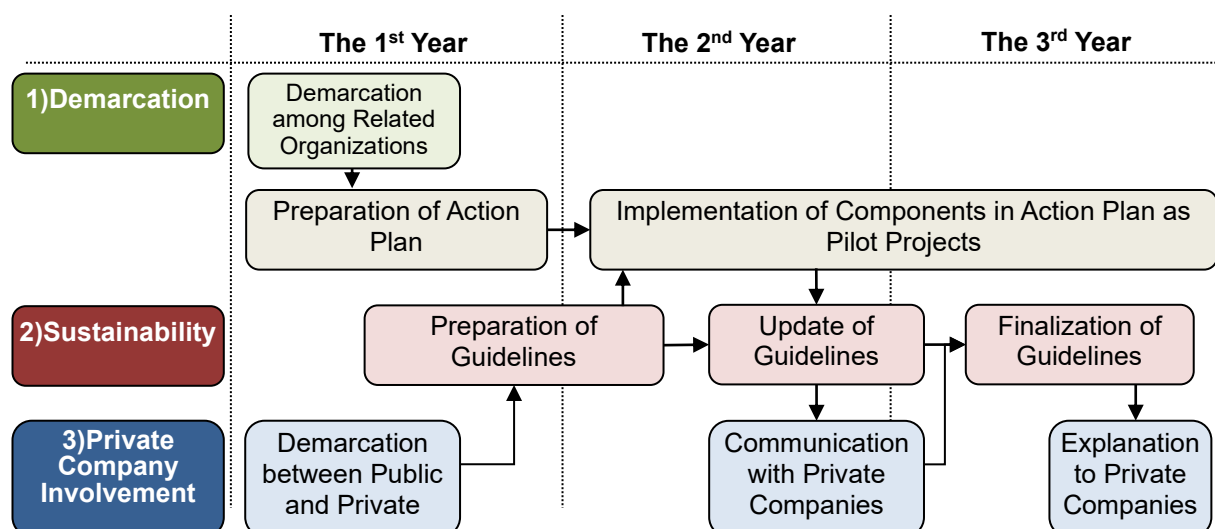 The 1st Year
The 2nd Year
The 3rd Year
1)Demarcation
Demarcation
among Related
Organizations
Preparation of Action
Plan
Implementation of Components in Action Plan as
Pilot Projects
2)Sustainability
Preparation of
Guidelines
Update of
Guidelines
Finalization of
Guidelines
3)Private
Company
Involvement
Demarcation
between Public
and Private
Communication
with Private
Companies
Explanation
to Private
Companies